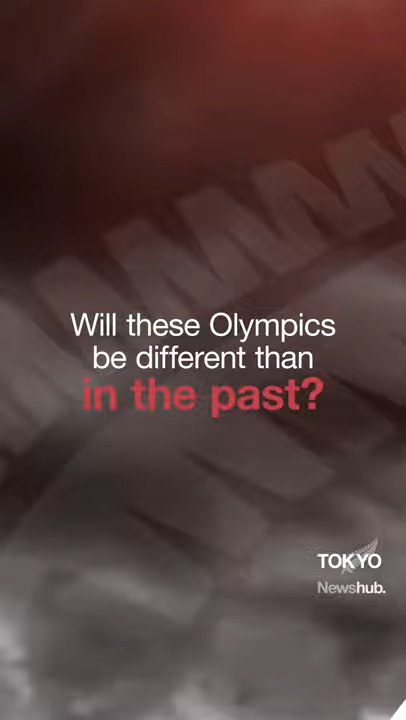 Will these Olympics
be different than
in the past?
TOKYO
Newshub.